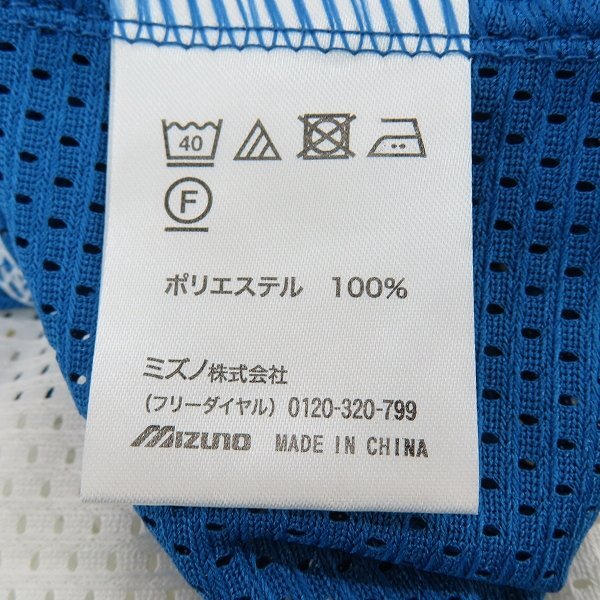 40
F
ポリエステル 100%
ミズノ株式会社
(フリーダイヤル) 0120-320-799
MIZUNO MADE IN CHINA